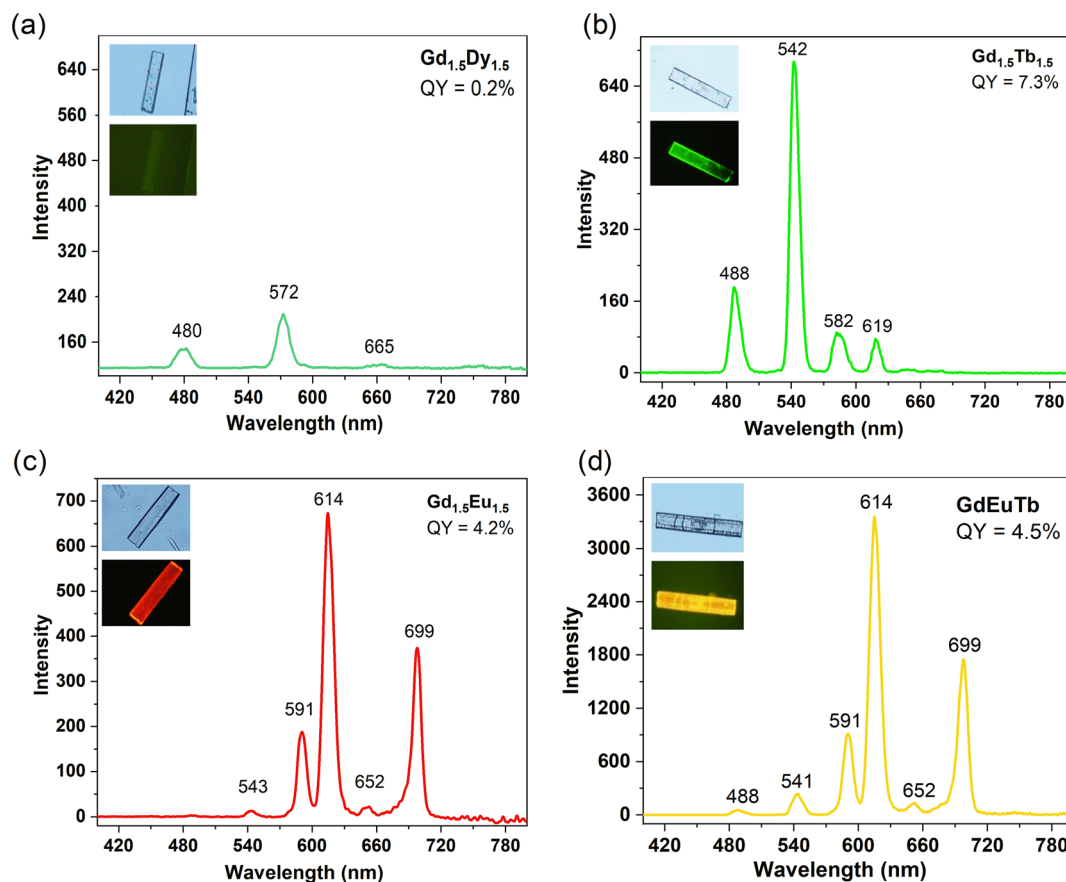 (a)
Gd1.5Dy1.5
QY = 0.2%
640
560
480
400
320
240
160
Intensity
480
572
665
420 480 540 600 660 720 780
Wavelength (nm)
(b)
Gd1.5Tb1.5
QY = 7.3%
640
480
320
160
0
Intensity
488
542
582
619
420 480 540 600 660 720 780
Wavelength (nm)
(c)
Gd1.5Eu1.5
QY = 4.2%
700
600
500
400
300
200
100
0
Intensity
543
591
614
652
699
420 480 540 600 660 720 780
Wavelength (nm)
(d)
GdEuTb
QY = 4.5%
3600
3000
2400
1800
1200
600
0
Intensity
488
541
591
614
652
699
420 480 540 600 660 720 780
Wavelength (nm)